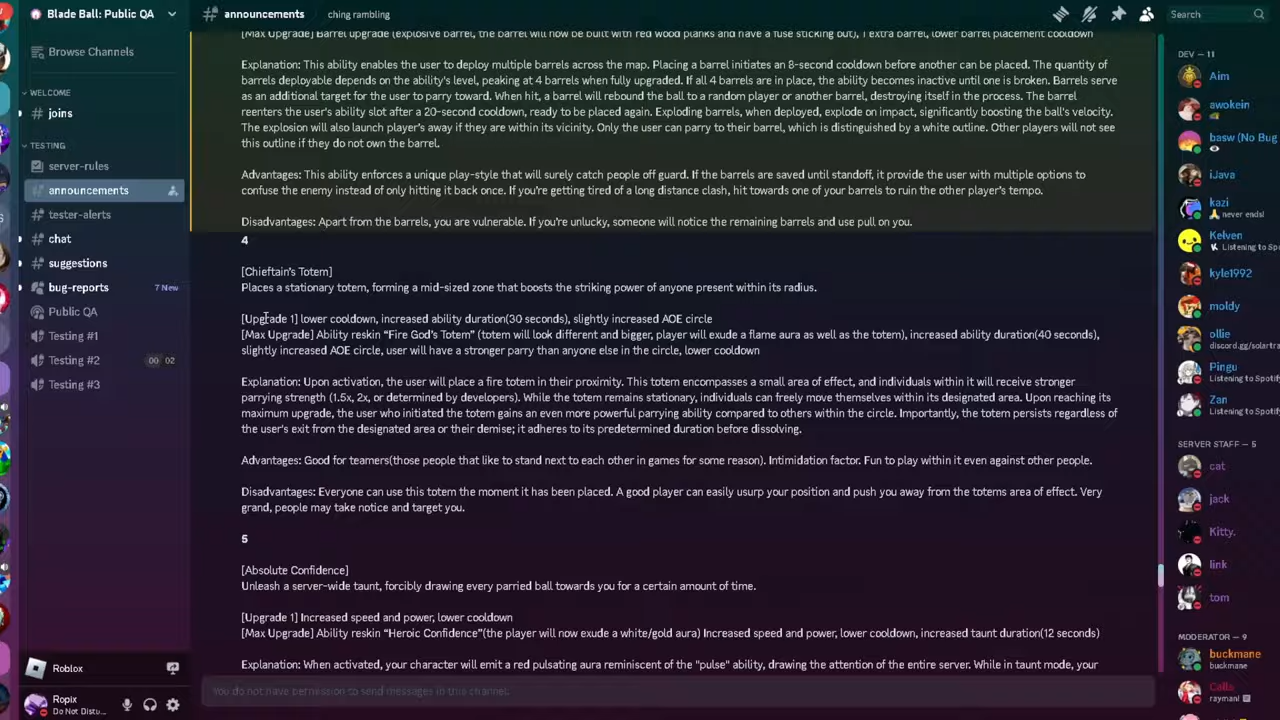 Blade Ball: Public QA
announcements
ching rambling
Search
Browse Channels
WELCOME
joins
TESTING
server-rules
announcements
tester-alerts
chat
suggestions
bug-reports
7 New
Public QA
Testing #1
Testing #2
00 02
Testing #3
Roblox
Ropix
Do Not Distu...
[Max Upgrade] Barrel upgrade (explosive barrel, the barrel will now be built with red wood planks and have a fuse sticking out), 1 extra barrel, lower barrel placement cooldown
Explanation: This ability enables the user to deploy multiple barrels across the map. Placing a barrel initiates an 8-second cooldown before another can be placed. The quantity of
barrels deployable depends on the ability's level, peaking at 4 barrels when fully upgraded. If all 4 barrels are in place, the ability becomes inactive until one is broken. Barrels serve
as an additional target for the user to parry toward. When hit, a barrel will rebound the ball to a random player or another barrel, destroying itself in the process. The barrel
reenters the user's ability slot after a 20-second cooldown, ready to be placed again. Exploding barrels, when deployed, explode on impact, significantly boosting the ball's velocity.
The explosion will also launch player's away if they are within its vicinity. Only the user can parry to their barrel, which is distinguished by a white outline. Other players will not see
this outline if they do not own the barrel.
Advantages: This ability enforces a unique play-style that will surely catch people off guard. If the barrels are saved until standoff, it provide the user with multiple options to
confuse the enemy instead of only hitting it back once. If you're getting tired of a long distance clash, hit towards one of your barrels to ruin the other player's tempo.
Disadvantages: Apart from the barrels, you are vulnerable. If you're unlucky, someone will notice the remaining barrels and use pull on you.
4
[Chieftain's Totem]
Places a stationary totem, forming a mid-sized zone that boosts the striking power of anyone present within its radius.
[Upgrade 1] lower cooldown, increased ability duration(30 seconds), slightly increased AOE circle
[Max Upgrade] Ability reskin “Fire God's Totem” (totem will look different and bigger, player will exude a flame aura as well as the totem), increased ability duration(40 seconds),
slightly increased AOE circle, user will have a stronger parry than anyone else in the circle, lower cooldown
Explanation: Upon activation, the user will place a fire totem in their proximity. This totem encompasses a small area of effect, and individuals within it will receive stronger
parrying strength (1.5x, 2x, or determined by developers). While the totem remains stationary, individuals can freely move themselves within its designated area. Upon reaching its
maximum upgrade, the user who initiated the totem gains an even more powerful parrying ability compared to others within the circle. Importantly, the totem persists regardless of
the user's exit from the designated area or their demise; it adheres to its predetermined duration before dissolving.
Advantages: Good for teamers(those people that like to stand next to each other in games for some reason). Intimidation factor. Fun to play within it even against other people.
Disadvantages: Everyone can use this totem the moment it has been placed. A good player can easily usurp your position and push you away from the totems area of effect. Very
grand, people may take notice and target you.
5
[Absolute Confidence]
Unleash a server-wide taunt, forcibly drawing every parried ball towards you for a certain amount of time.
[Upgrade 1] Increased speed and power, lower cooldown
[Max Upgrade] Ability reskin “Heroic Confidence”(the player will now exude a white/gold aura) Increased speed and power, lower cooldown, increased taunt duration(12 seconds)
Explanation: When activated, your character will emit a red pulsating aura reminiscent of the "pulse" ability, drawing the attention of the entire server. While in taunt mode, your
You do not have permission to send messages in this channel.
DEV — 11
Aim
awokein
basw (No Bug
iJava
kazi
never ends!
Kelven
Listening to Spot
kyle1992
moldy
ollie
discord.gg/solartra
Pingu
Listening to Spotif
Zan
Listening to Spotif
SERVER STAFF — 5
cat
jack
Kitty.
link
tom
MODERATOR — 9
buckmane
buckmane
Calls
rayman!